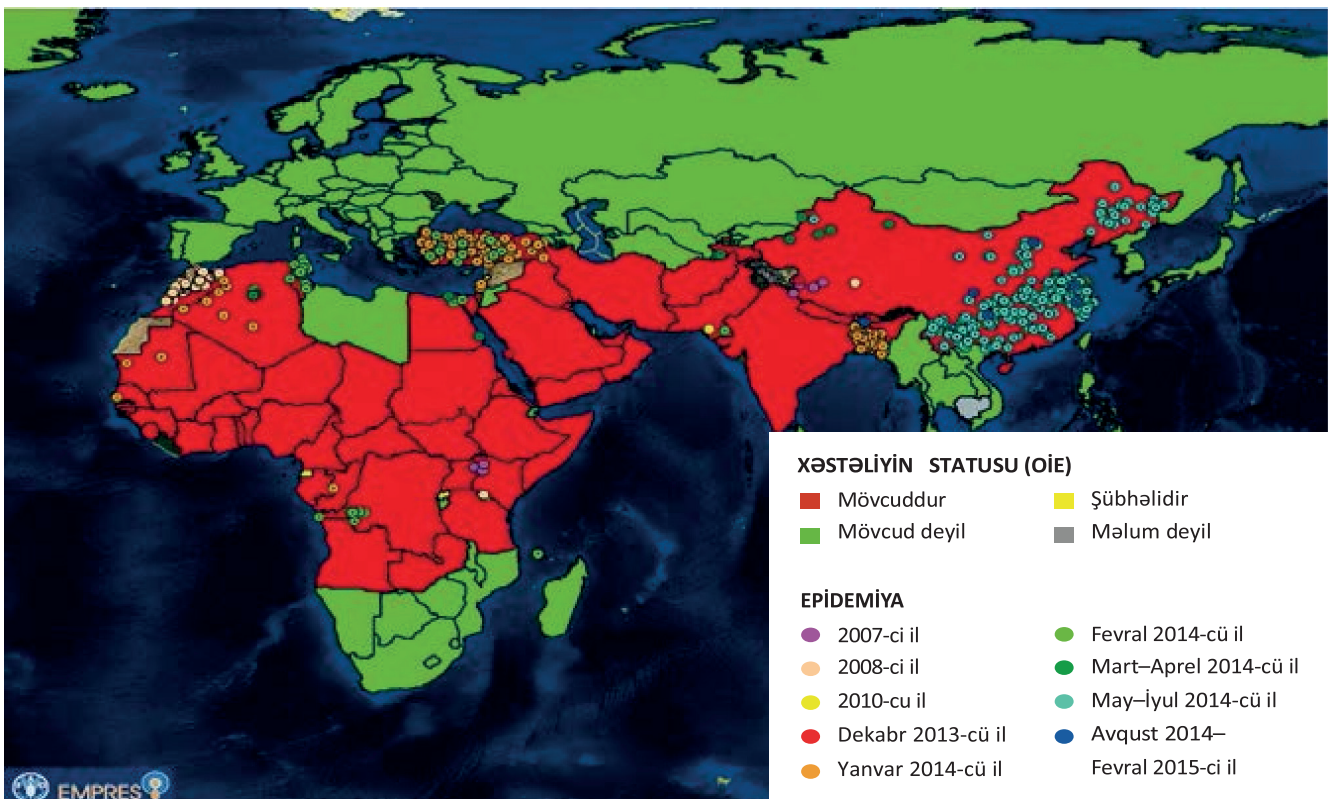 XƏSTƏLİYİN STATUSU (OİE)
Mövcuddur
Mövcud deyil
Şübhəlidir
Məlum deyil
EPİDEMİYA
2007-ci il
2008-ci il
2010-cu il
Dekabr 2013-cü il
Yanvar 2014-cü il
Fevral 2014-cü il
Mart–Aprel 2014-cü il
May–İyul 2014-cü il
Avqust 2014–
Fevral 2015-ci il
EMPRES